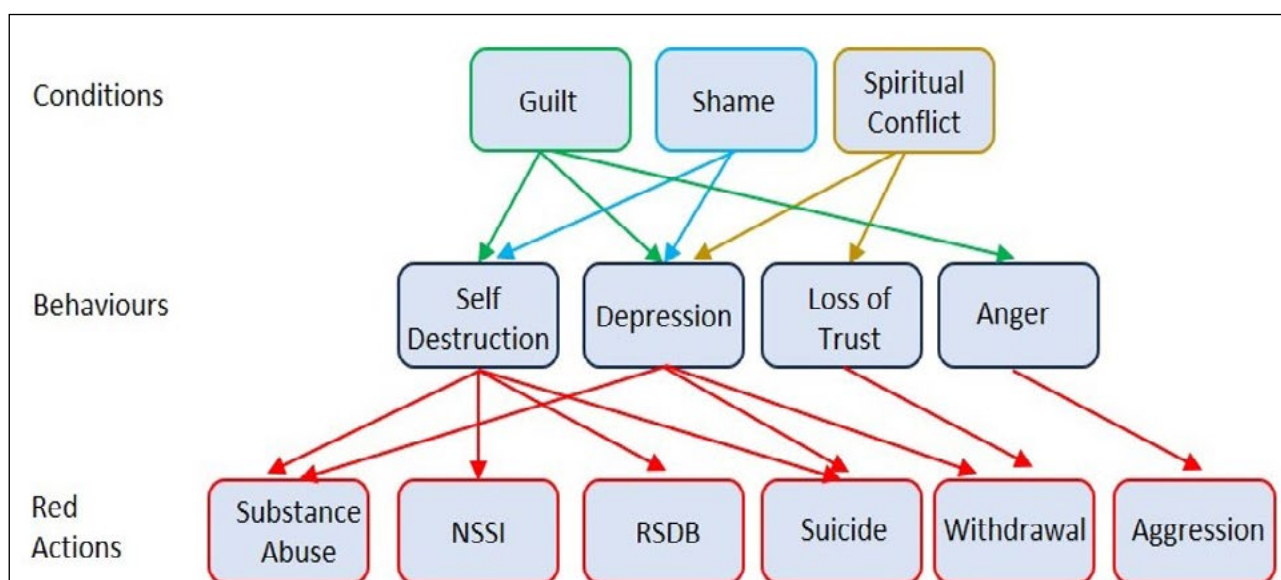 Conditions
Guilt
Shame
Spiritual
Conflict
Behaviours
Self
Destruction
Depression
Loss of
Trust
Anger
Red
Actions
Substance
Abuse
NSSI
RSDB
Suicide
Withdrawal
Aggression